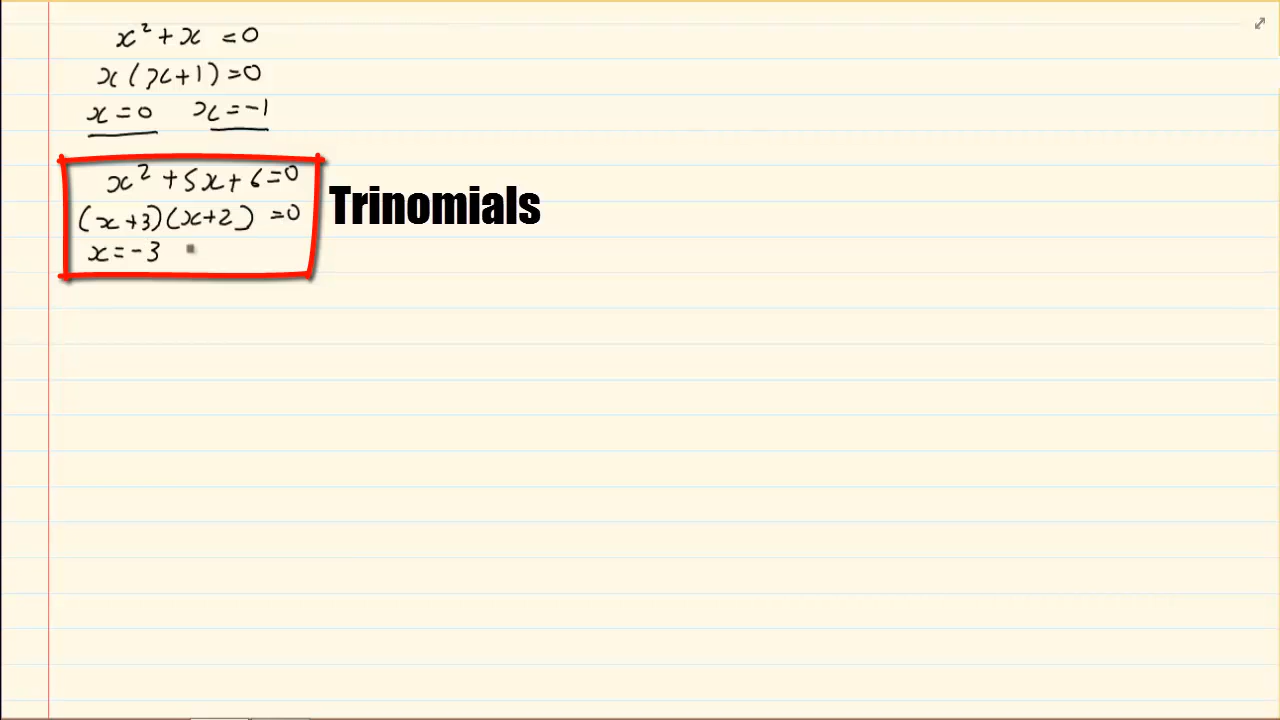 x² + x = 0
x(x+1) = 0
x = 0 x = -1
x² + 5x + 6 = 0
(x+3)(x+2) = 0
x = -3
Trinomials